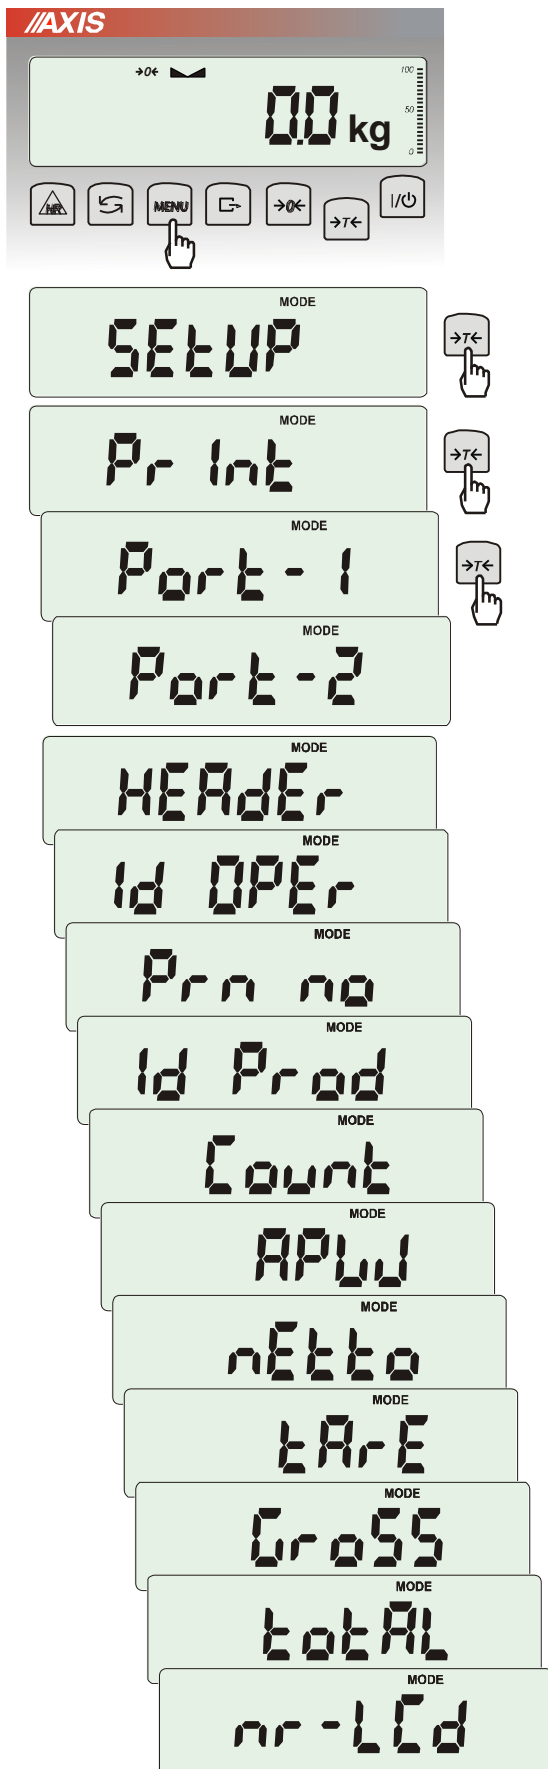 AXIS
→0← 100
50
0.0 kg
0
HR MENU →0← →T← I/⏻
MODE
SEtUP
→T←
MODE
PrInt
→T←
MODE
Port-1
→T←
MODE
Port-2
MODE
HEAdEr
MODE
Id OPEr
MODE
Prn no
MODE
Id Prod
MODE
Count
MODE
APW
MODE
nEtto
MODE
tArE
MODE
GroSS
MODE
totAL
MODE
nr-LCd